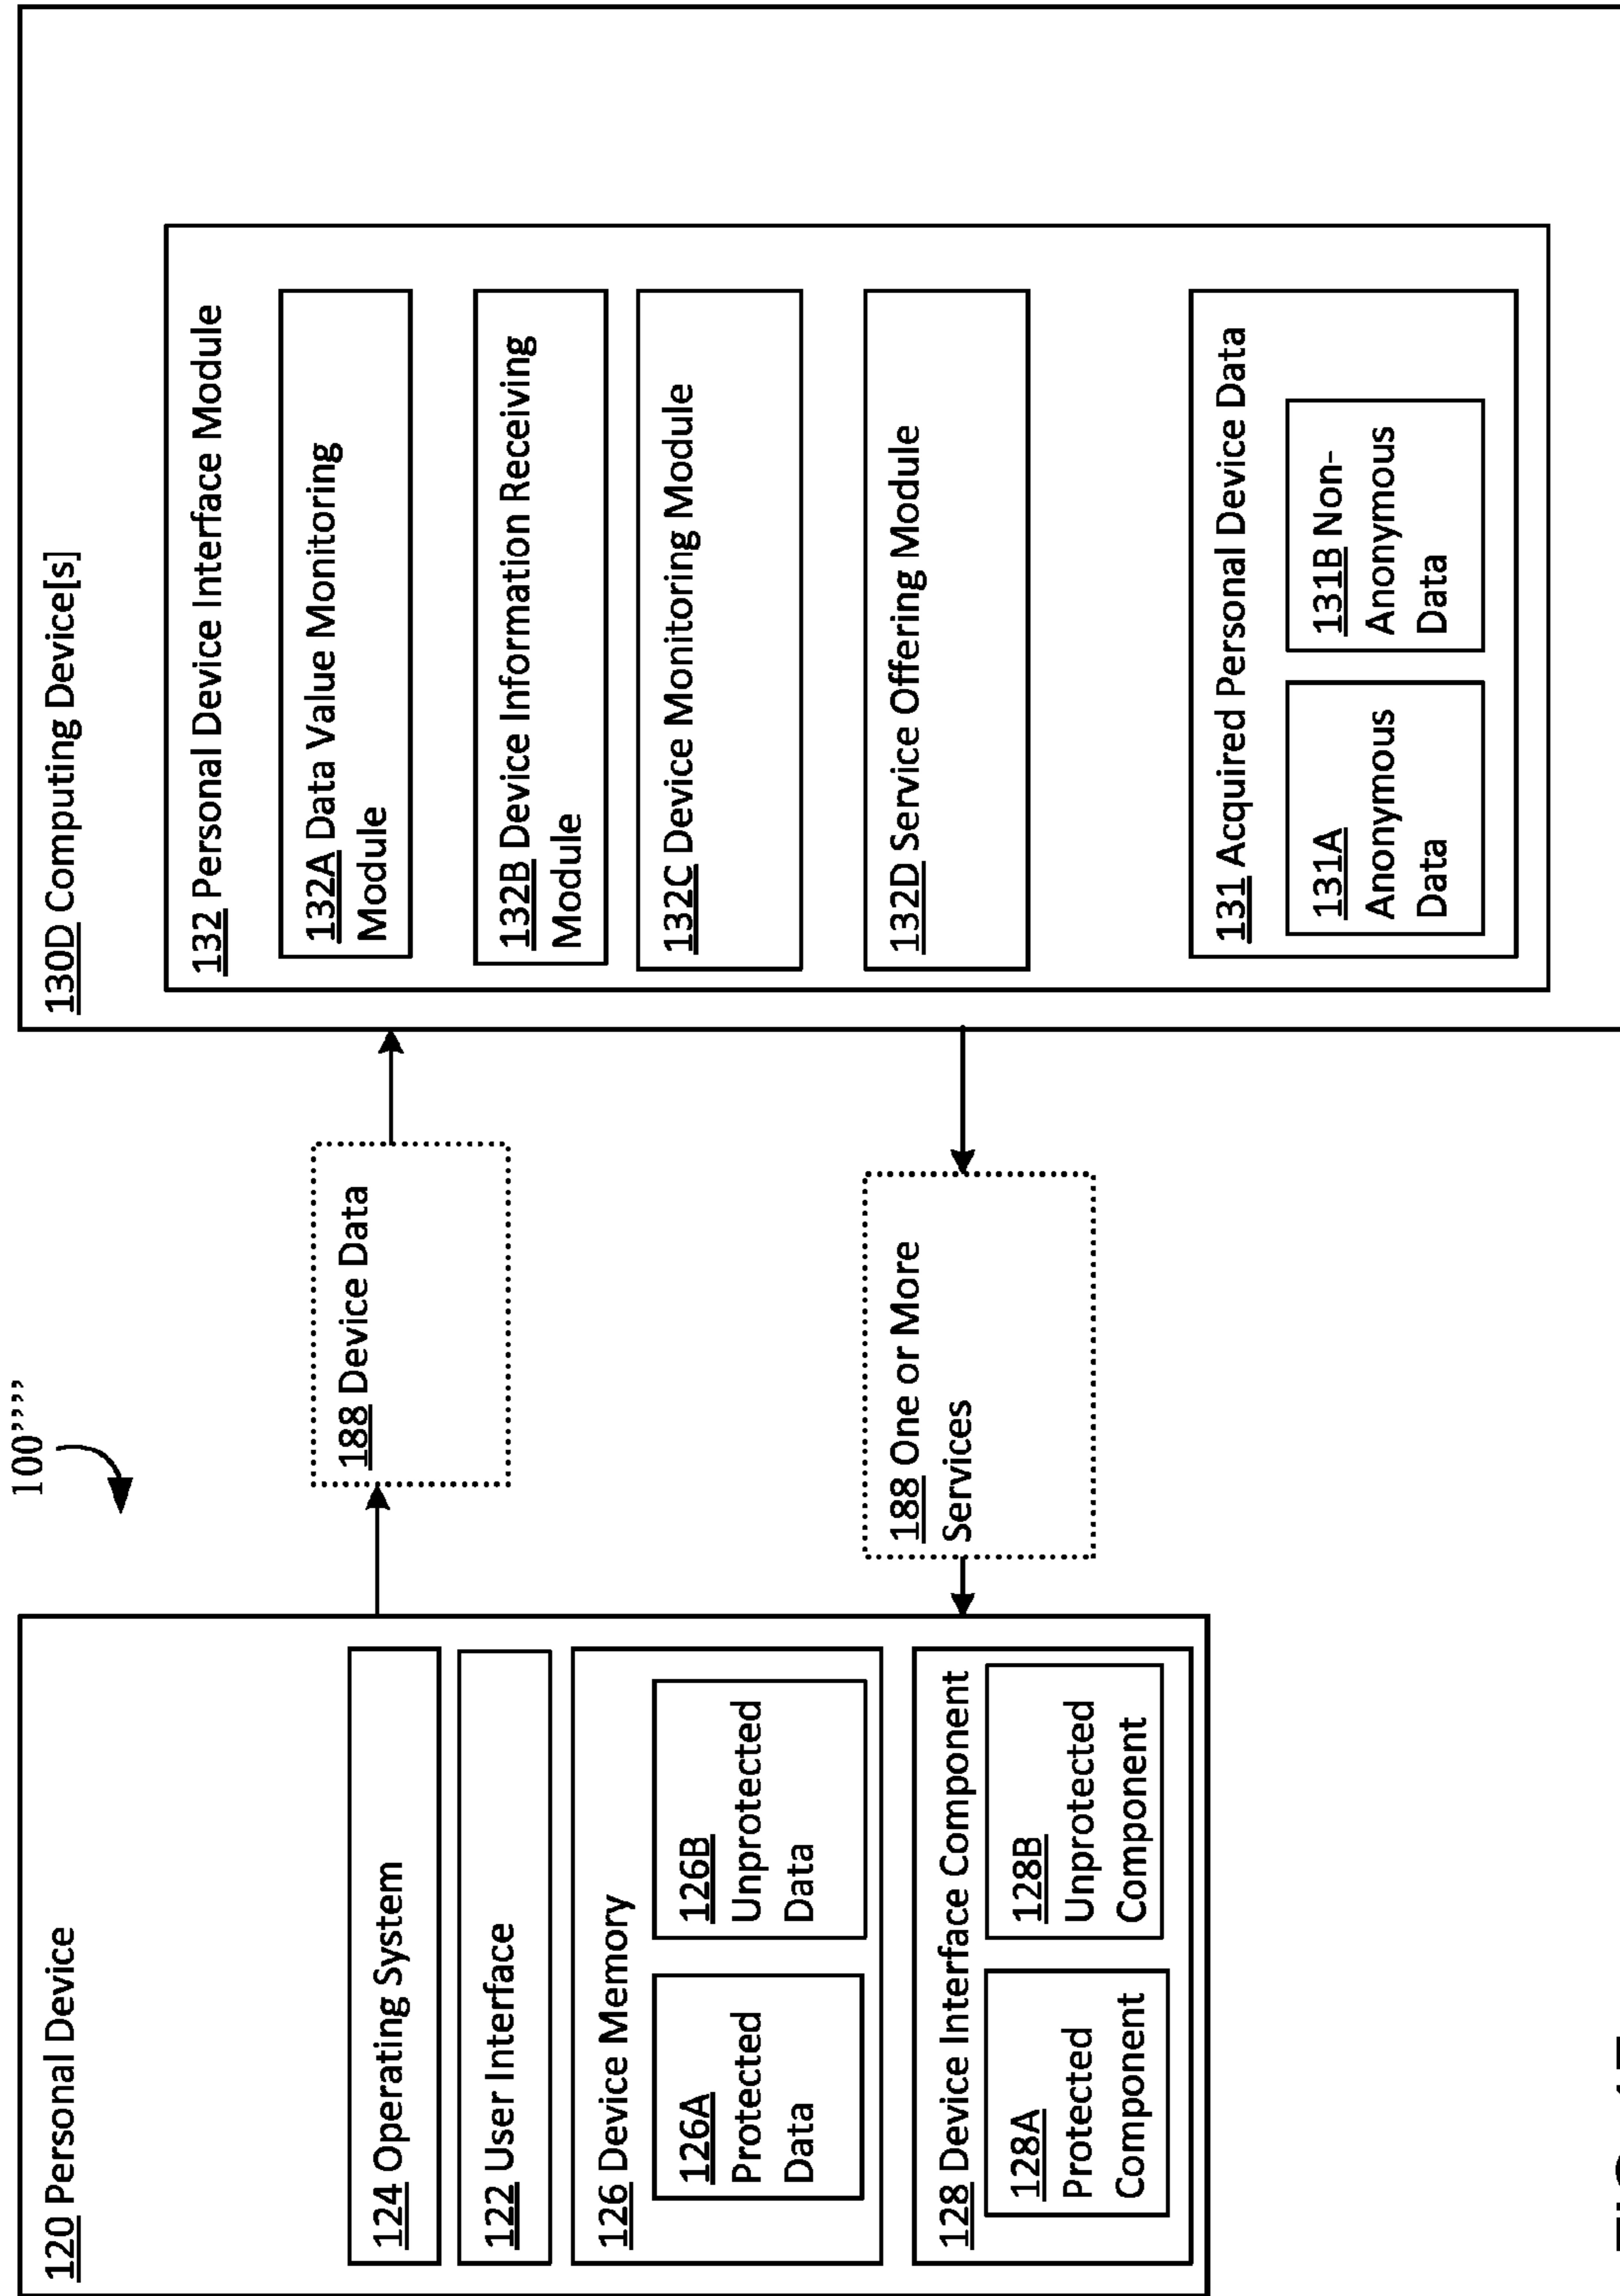 100''''
120 Personal Device
124 Operating System
122 User Interface
126 Device Memory
126A
Protected
Data
126B
Unprotected
Data
128 Device Interface Component
128A
Protected
Component
128B
Unprotected
Component
188 Device Data
188 One or More
Services
130D Computing Device[s]
132 Personal Device Interface Module
132A Data Value Monitoring
Module
132B Device Information Receiving
Module
132C Device Monitoring Module
132D Service Offering Module
131 Acquired Personal Device Data
131A
Anonymous
Data
131B Non-
Anonymous
Data